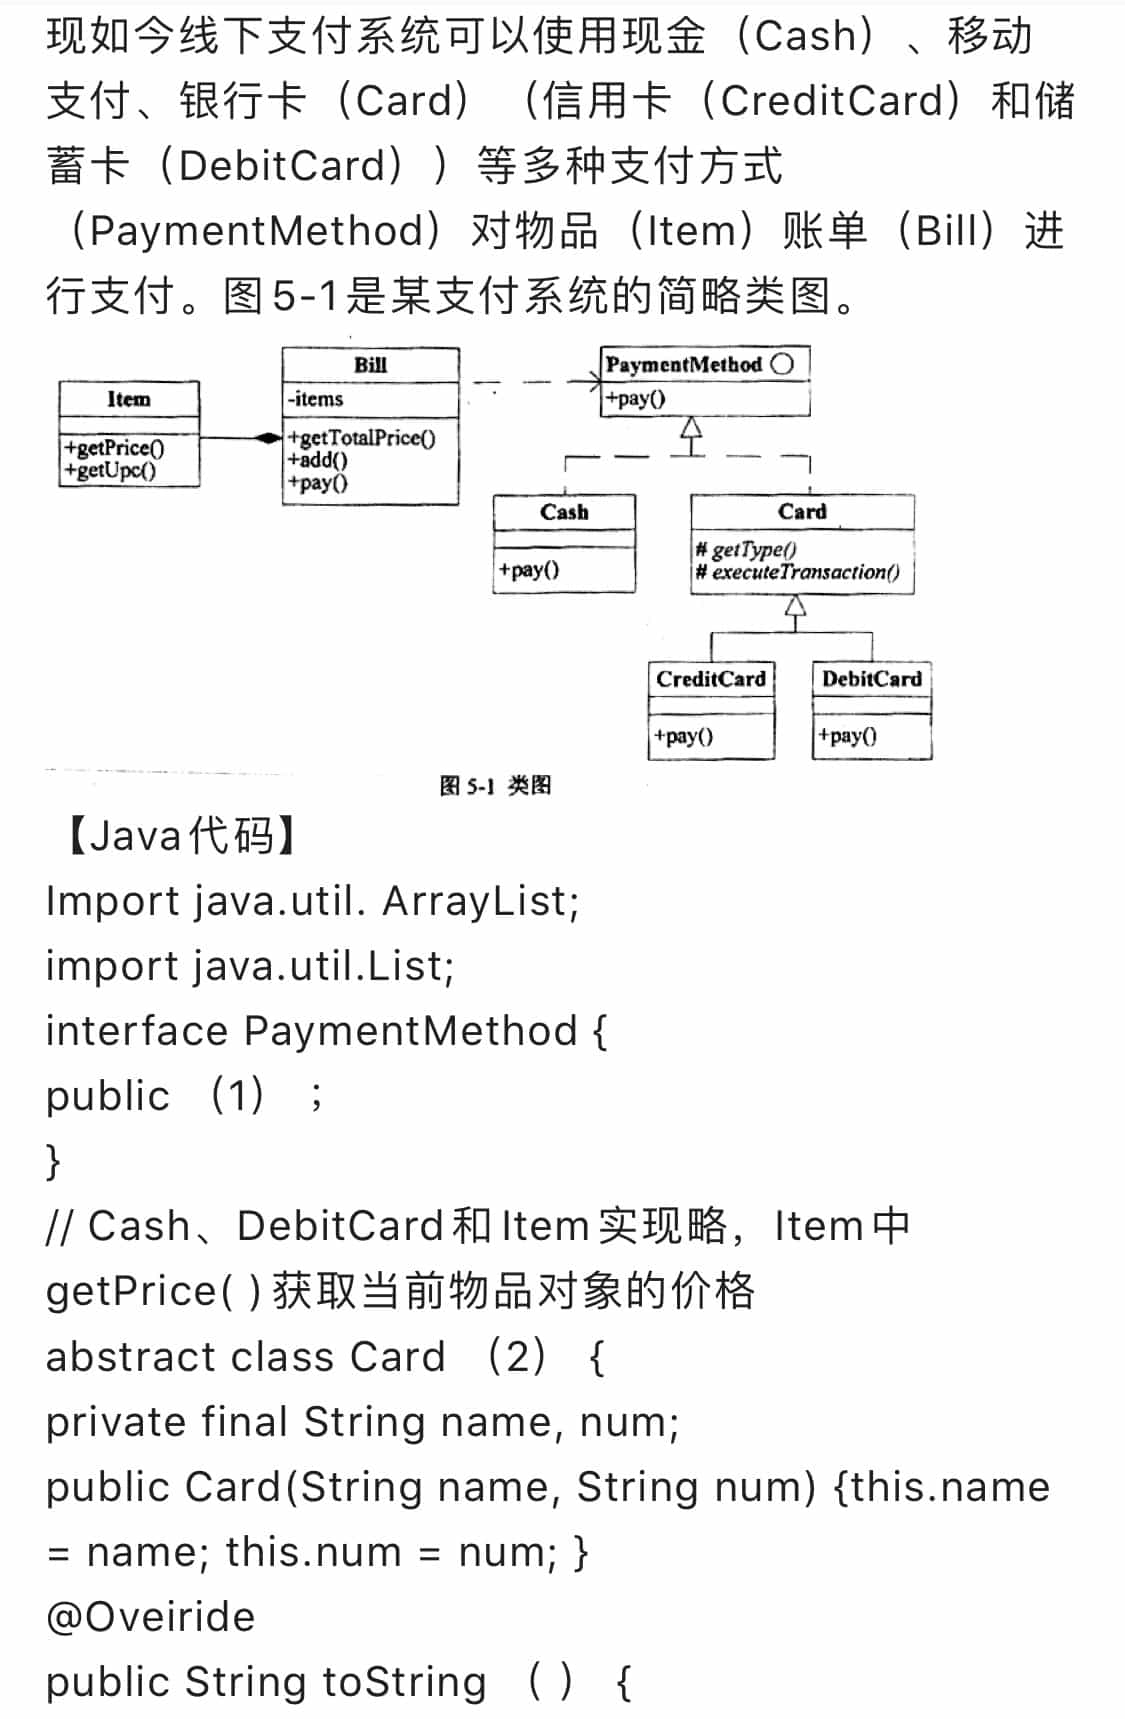 现如今线下支付系统可以使用现金（Cash）、移动
支付、银行卡（Card）（信用卡（CreditCard）和储
蓄卡（DebitCard））等多种支付方式
（PaymentMethod）对物品（Item）账单（Bill）进
行支付。图5-1是某支付系统的简略类图。
Item
+getPrice()
+getUpc()
Bill
-items
+getTotalPrice()
+add()
+pay()
PaymentMethod
+pay()
Cash
+pay()
Card
# getType()
# executeTransaction()
CreditCard
+pay()
DebitCard
+pay()
图 5-1 类图
【Java代码】
Import java.util. ArrayList;
import java.util.List;
interface PaymentMethod {
public （1） ；
}
// Cash、DebitCard和Item实现略，Item中
getPrice( )获取当前物品对象的价格
abstract class Card （2） {
private final String name, num;
public Card(String name, String num) {this.name
= name; this.num = num; }
@Oveiride
public String toString （ ） {